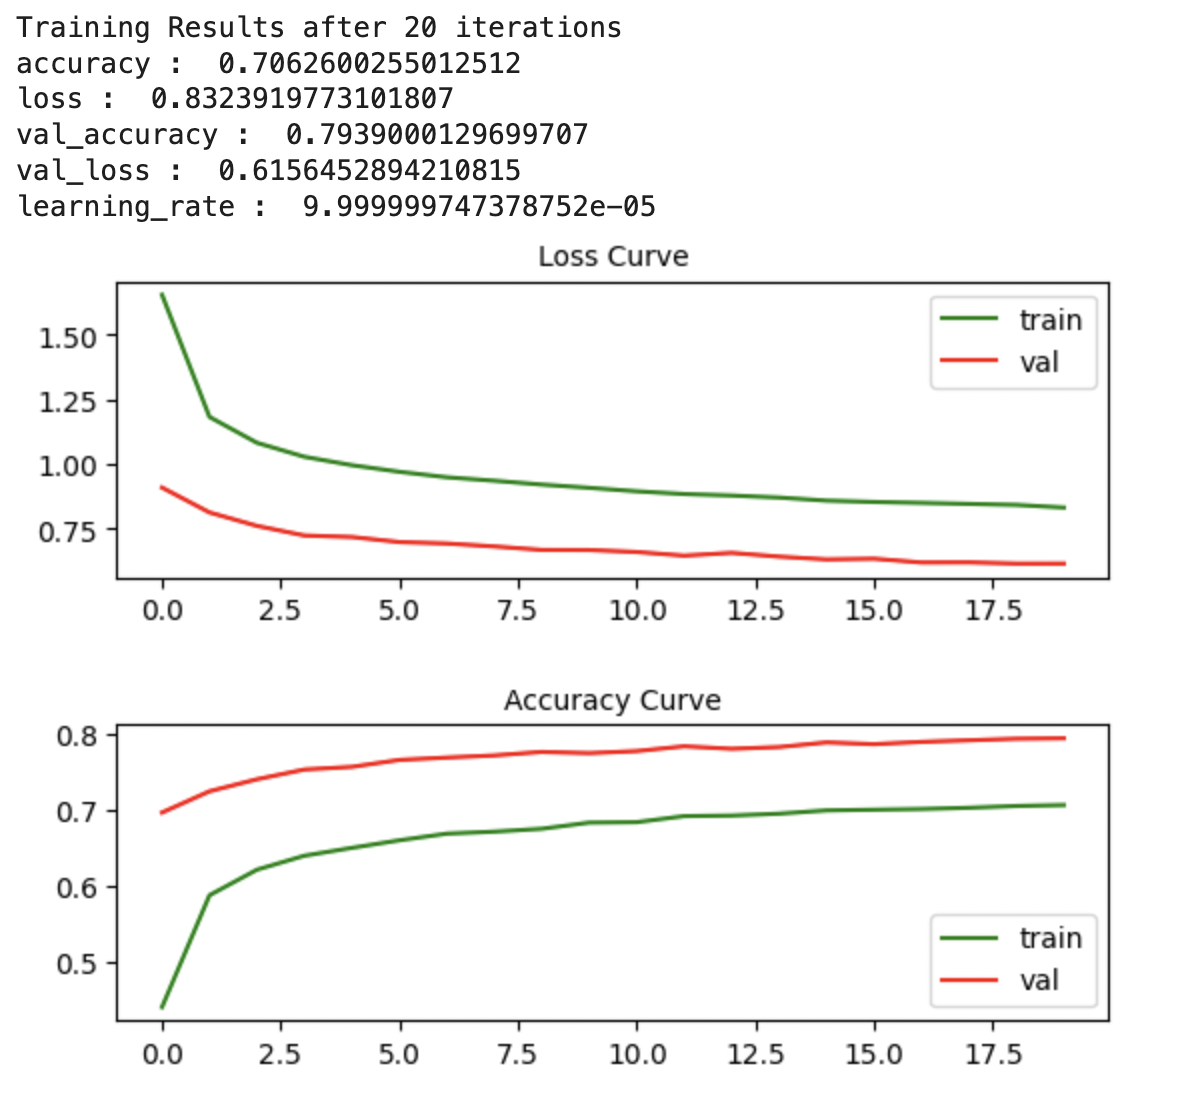 Training Results after 20 iterations
accuracy :  0.7062600255012512
loss :  0.8323919773101807
val_accuracy :  0.7939000129699707
val_loss :  0.6156452894210815
learning_rate :  9.999999747378752e-05
Loss Curve
train
val
1.50
1.25
1.00
0.75
0.0 2.5 5.0 7.5 10.0 12.5 15.0 17.5
Accuracy Curve
0.8
0.7
0.6
0.5
train
val
0.0 2.5 5.0 7.5 10.0 12.5 15.0 17.5